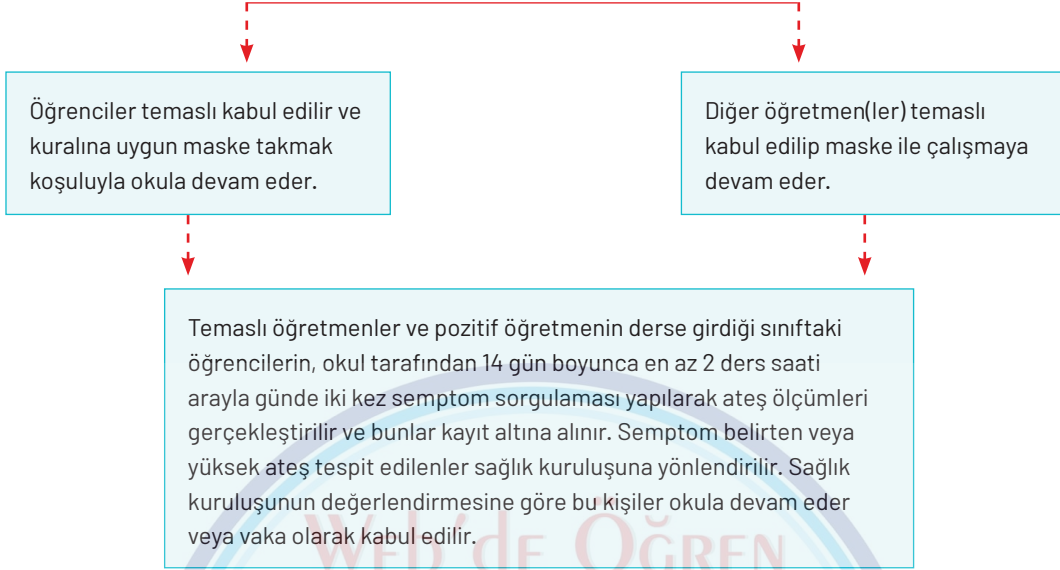 Öğrenciler temaslı kabul edilir ve
kuralına uygun maske takmak
koşuluyla okula devam eder.
Diğer öğretmen(ler) temaslı
kabul edilip maske ile çalışmaya
devam eder.
Temaslı öğretmenler ve pozitif öğretmenin derse girdiği sınıftaki
öğrencilerin, okul tarafından 14 gün boyunca en az 2 ders saati
arayla günde iki kez semptom sorgulaması yapılarak ateş ölçümleri
gerçekleştirilir ve bunlar kayıt altına alınır. Semptom belirten veya
yüksek ateş tespit edilenler sağlık kuruluşuna yönlendirilir. Sağlık
kuruluşunun değerlendirmesine göre bu kişiler okula devam eder
veya vaka olarak kabul edilir.
Web'de Öğren